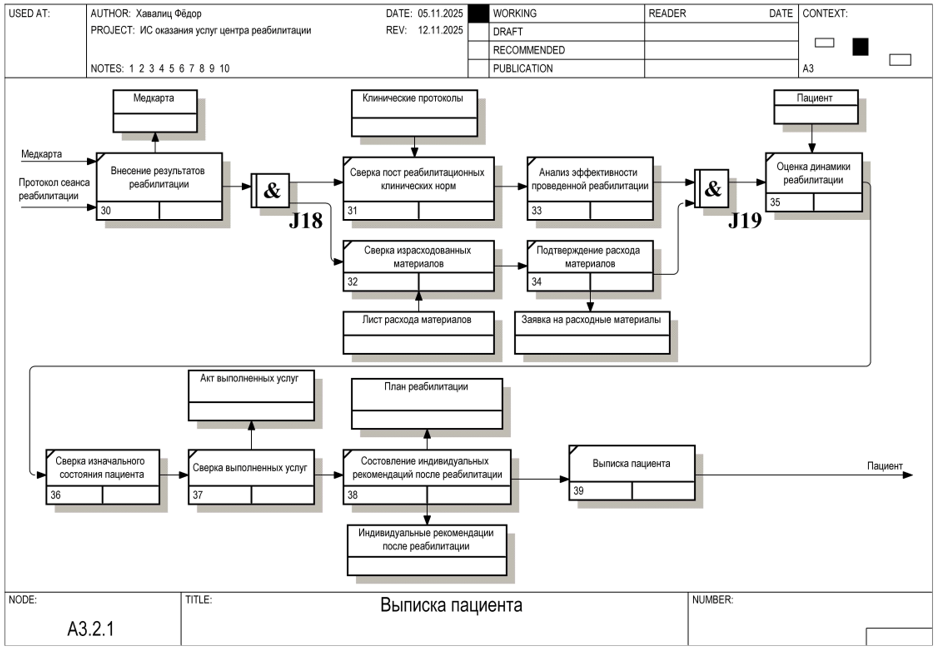 USED AT:
AUTHOR: Хавалиц Фёдор
DATE: 05.11.2025
PROJECT: ИС оказания услуг центра реабилитации
REV: 12.11.2025
NOTES: 1 2 3 4 5 6 7 8 9 10
WORKING
DRAFT
RECOMMENDED
PUBLICATION
READER
DATE
CONTEXT:
A3
Медкарта
Клинические протоколы
Пациент
Медкарта
Протокол сеанса
реабилитации
Внесение результатов
реабилитации
30
&
J18
Сверка пост реабилитационных
клинических норм
31
Анализ эффективности
проведенной реабилитации
33
&
J19
Оценка динамики
реабилитации
35
Сверка израсходованных
материалов
32
Подтверждение расхода
материалов
34
Лист расхода материалов
Заявка на расходные материалы
Акт выполненных услуг
План реабилитации
Сверка изначального
состояния пациента
36
Сверка выполненных услуг
37
Состовление индивидуальных
рекомендаций после реабилитации
38
Выписка пациента
39
Пациент
Индивидуальные рекомендации
после реабилитации
NODE:
A3.2.1
TITLE:
Выписка пациента
NUMBER: